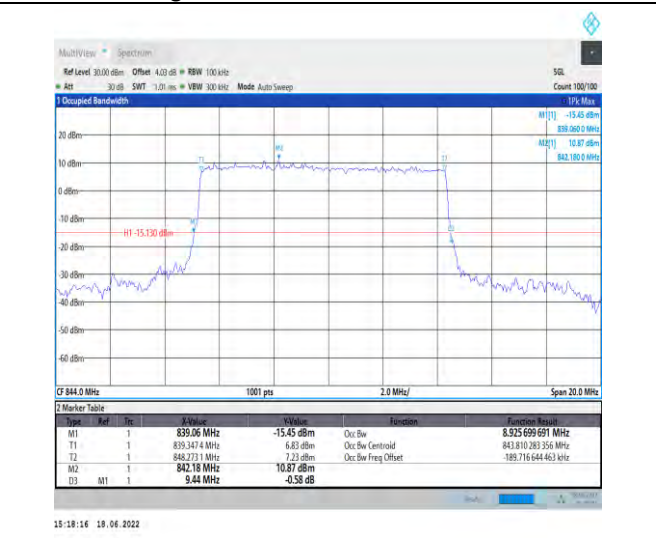 MultiView Spectrum
Ref Level 30.00 dBm Offset 4.03 dB RBW 100 kHz SGL
Att 30 dB SWT 1.01 ms VBW 300 kHz Mode Auto Sweep Count 100/100
1 Occupied Bandwidth 1Pk Max
M1[1] -15.45 dBm
839.060 0 MHz
M2[1] 10.87 dBm
842.180 0 MHz
20 dBm
M2
10 dBm
T1
0 dBm
-10 dBm
H1 -15.130 dBm
D3
-20 dBm
-30 dBm
-40 dBm
-50 dBm
-60 dBm
CF 844.0 MHz 1001 pts 2.0 MHz/ Span 20.0 MHz
2 Marker Table
Type Ref Trc X-Value Y-Value Function Function Result
M1 1 839.06 MHz -15.45 dBm Occ Bw 8.925 699 691 MHz
T1 1 839.347 4 MHz 6.83 dBm Occ Bw Centroid 843.810 283 356 MHz
T2 1 848.273 1 MHz 7.23 dBm Occ Bw Freq Offset -189.716 644 463 kHz
M2 1 842.18 MHz 10.87 dBm
D3 M1 1 9.44 MHz -0.58 dB
15:18:16 18.06.2022